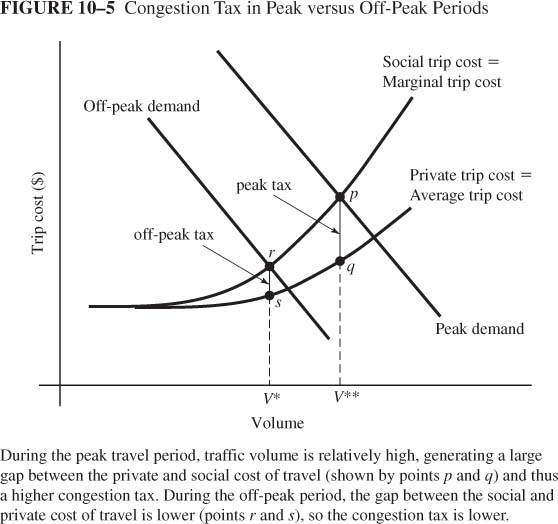 FIGURE 10–5 Congestion Tax in Peak versus Off-Peak Periods
Social trip cost =
Marginal trip cost
Off-peak demand
Private trip cost =
Average trip cost
peak tax
p
off-peak tax
r
q
s
Trip cost ($)
Peak demand
V*
V**
Volume
During the peak travel period, traffic volume is relatively high, generating a large
gap between the private and social cost of travel (shown by points p and q) and thus
a higher congestion tax. During the off-peak period, the gap between the social and
private cost of travel is lower (points r and s), so the congestion tax is lower.